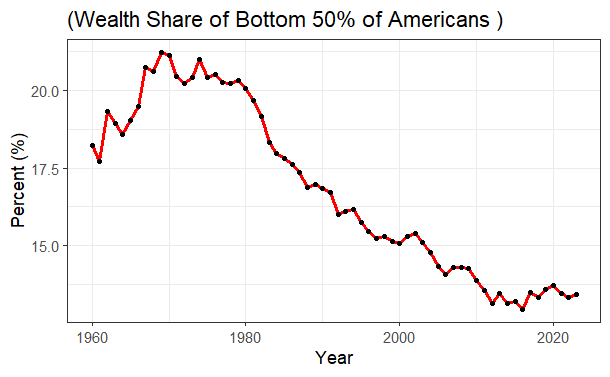 (Wealth Share of Bottom 50% of Americans )
Percent (%)
20.0
17.5
15.0
1960
1980
2000
2020
Year